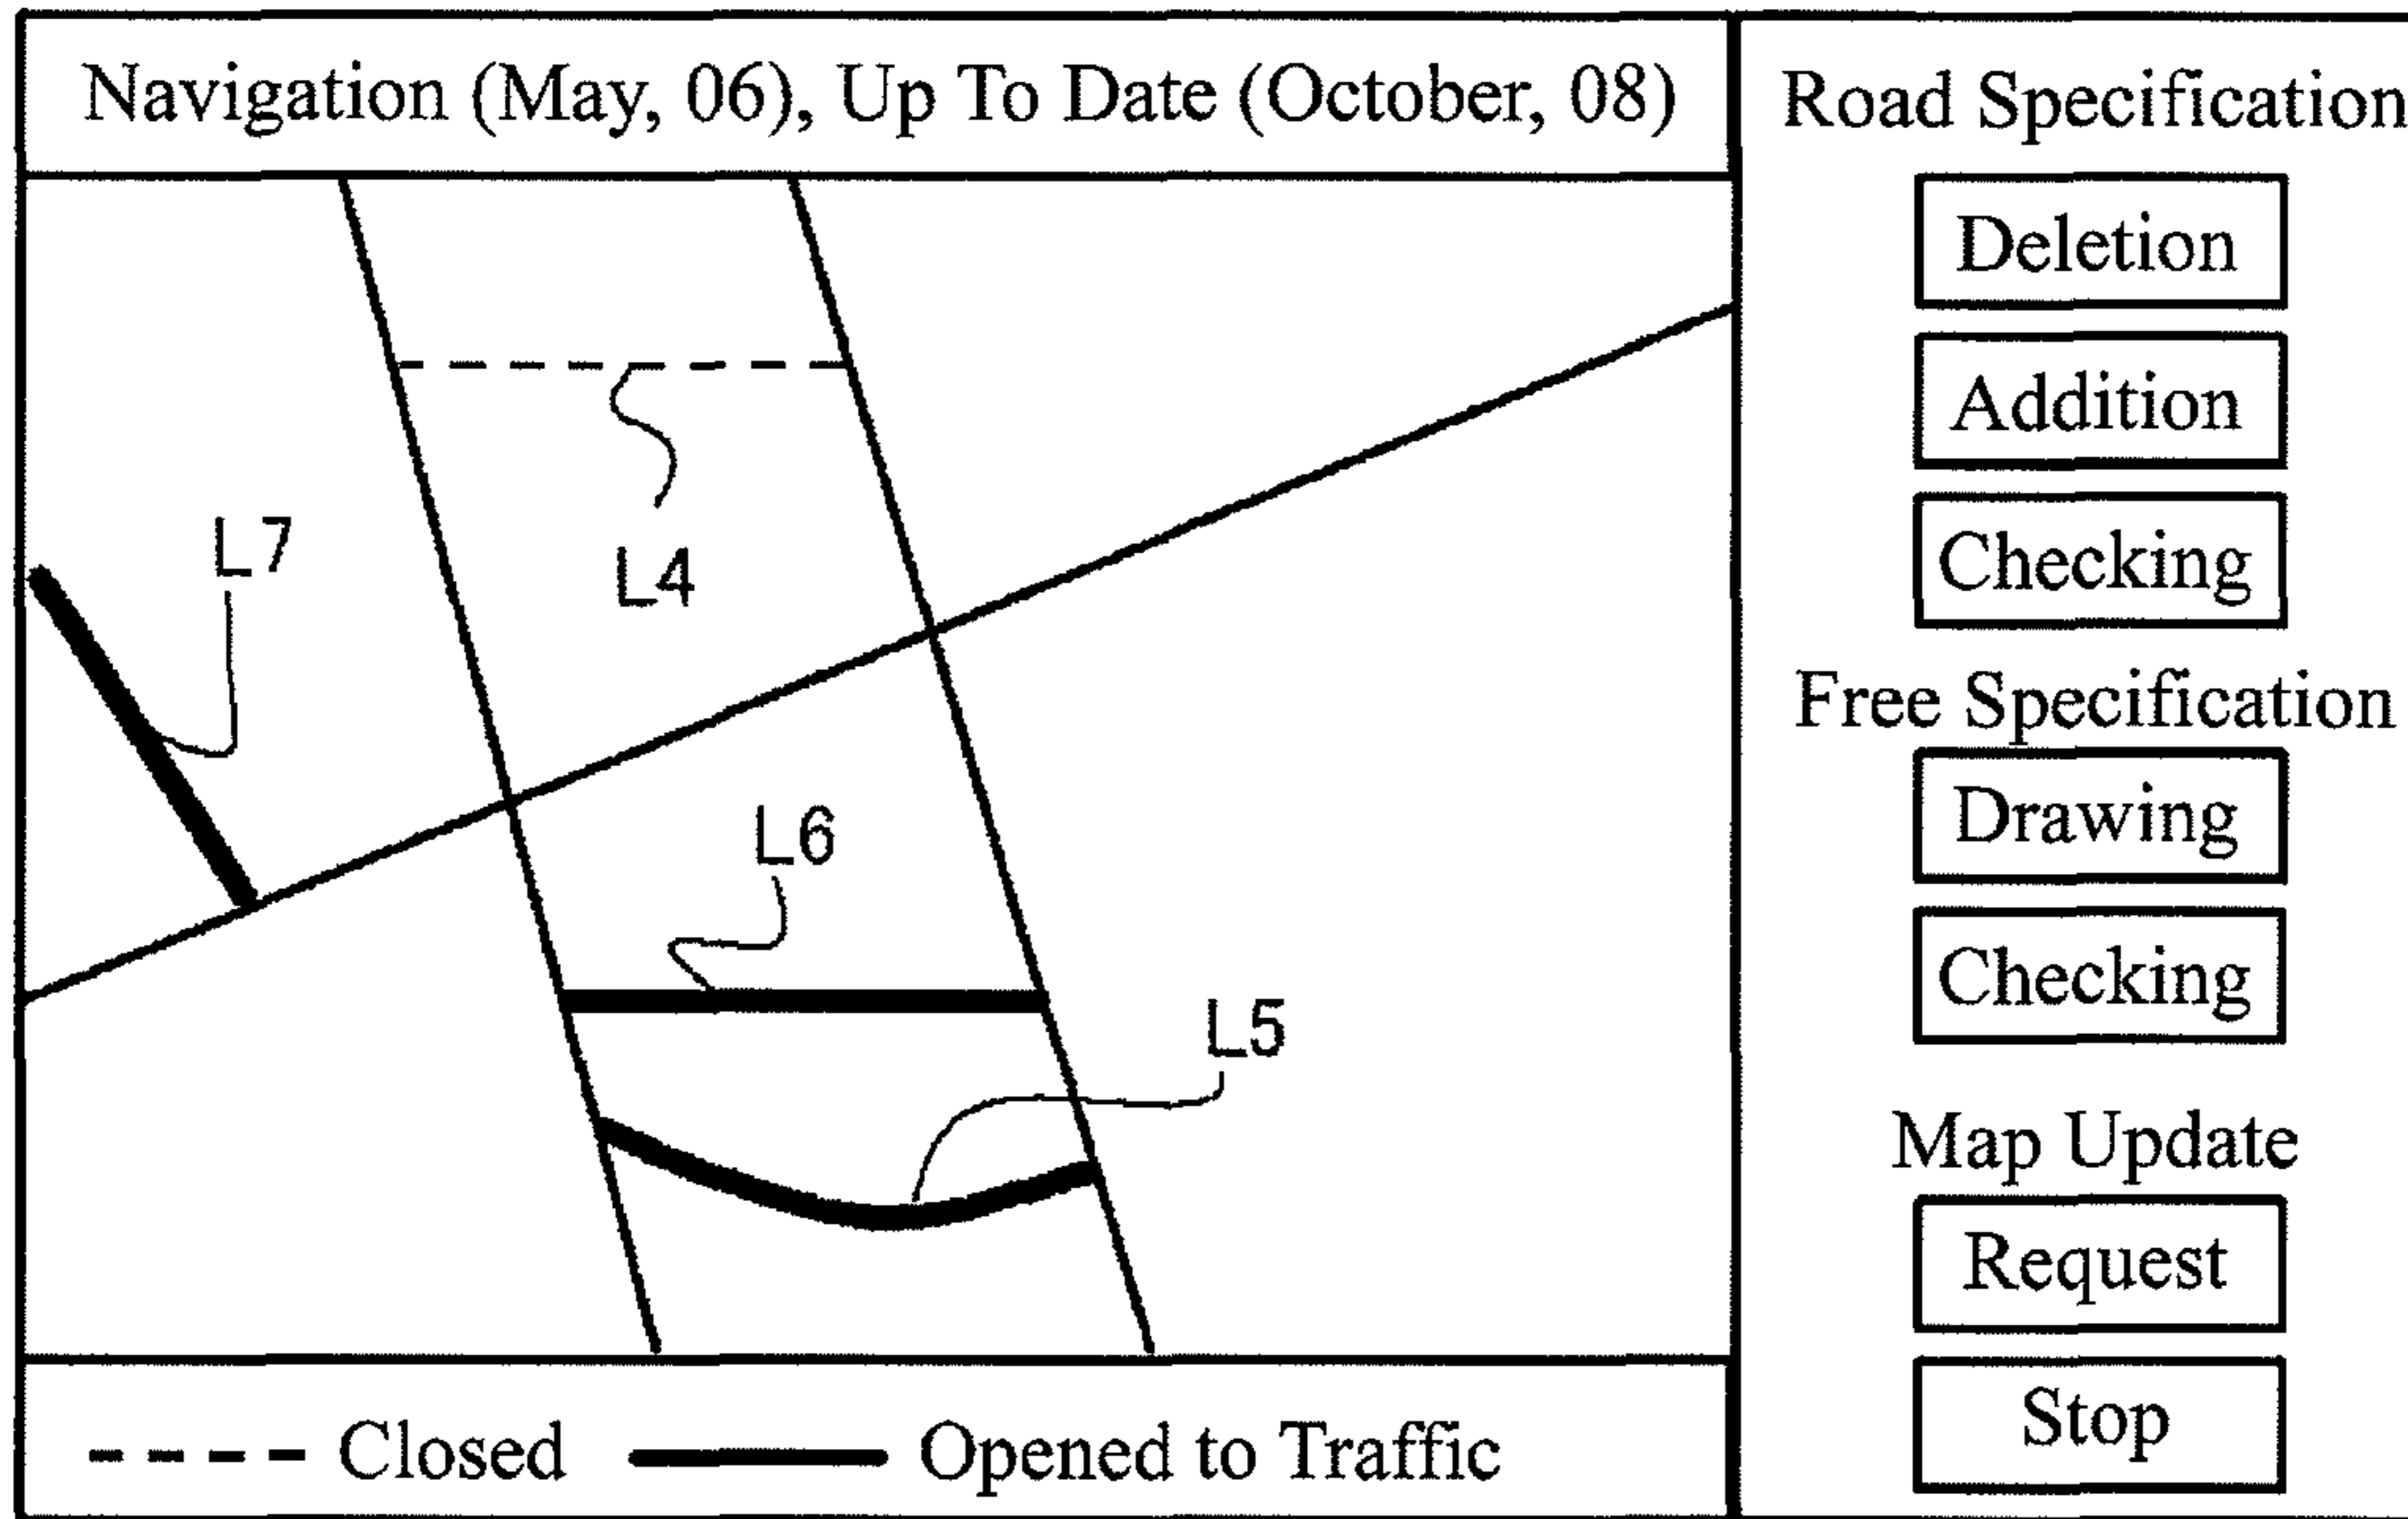 Navigation (May, 06), Up To Date (October, 08)
L7
L4
L6
L5
Closed
Opened to Traffic
Road Specification
Deletion
Addition
Checking
Free Specification
Drawing
Checking
Map Update
Request
Stop